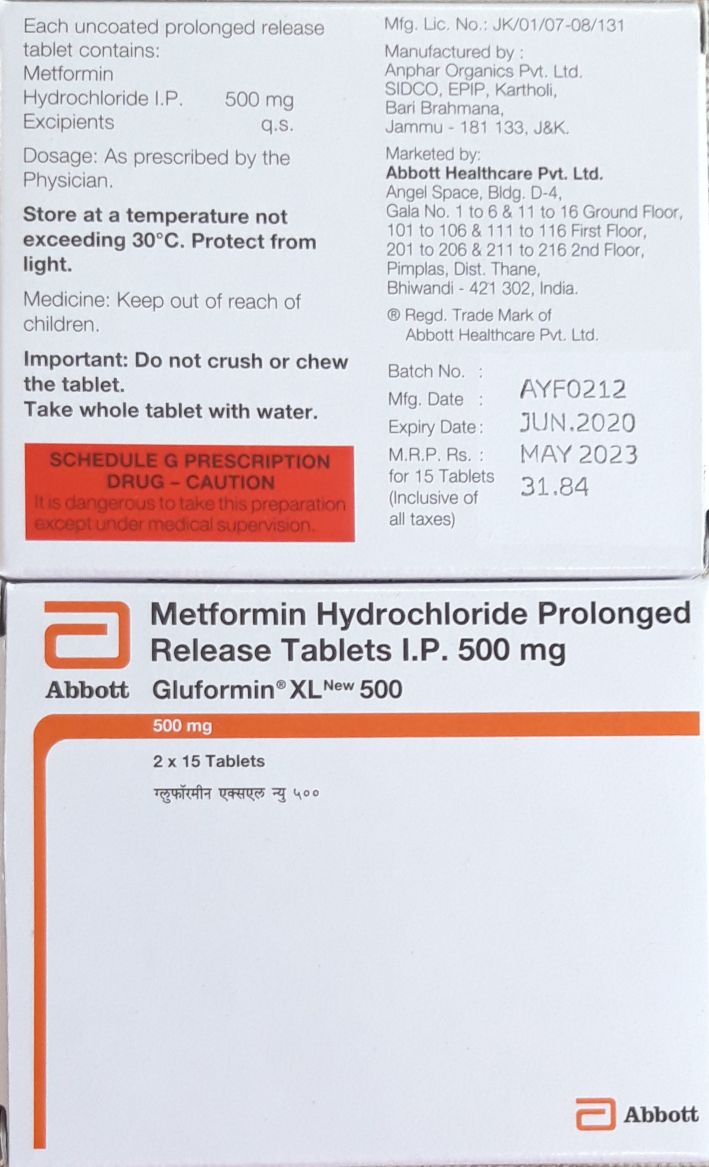 Each uncoated prolonged release
tablet contains:
Metformin
Hydrochloride I.P. 500 mg
Excipients q.s.
Dosage: As prescribed by the
Physician.
Store at a temperature not
exceeding 30°C. Protect from
light.
Medicine: Keep out of reach of
children.
Important: Do not crush or chew
the tablet.
Take whole tablet with water.
SCHEDULE G PRESCRIPTION
DRUG – CAUTION
It is dangerous to take this preparation
except under medical supervision.
Mfg. Lic. No.: JK/01/07-08/131
Manufactured by :
Anphar Organics Pvt. Ltd.
SIDCO, EPIP, Kartholi,
Bari Brahmana,
Jammu - 181 133, J&K.
Marketed by:
Abbott Healthcare Pvt. Ltd.
Angel Space, Bldg. D-4,
Gala No. 1 to 6 & 11 to 16 Ground Floor,
101 to 106 & 111 to 116 First Floor,
201 to 206 & 211 to 216 2nd Floor,
Pimplas, Dist. Thane,
Bhiwandi - 421 302, India.
® Regd. Trade Mark of
Abbott Healthcare Pvt. Ltd.
Batch No. : AYF0212
Mfg. Date : JUN.2020
Expiry Date : MAY 2023
M.R.P. Rs. : 31.84
for 15 Tablets
(Inclusive of
all taxes)
Metformin Hydrochloride Prolonged
Release Tablets I.P. 500 mg
Abbott Gluformin® XL New 500
500 mg
2 x 15 Tablets
ग्लुफॉरमीन एक्सएल न्यु ५००
Abbott